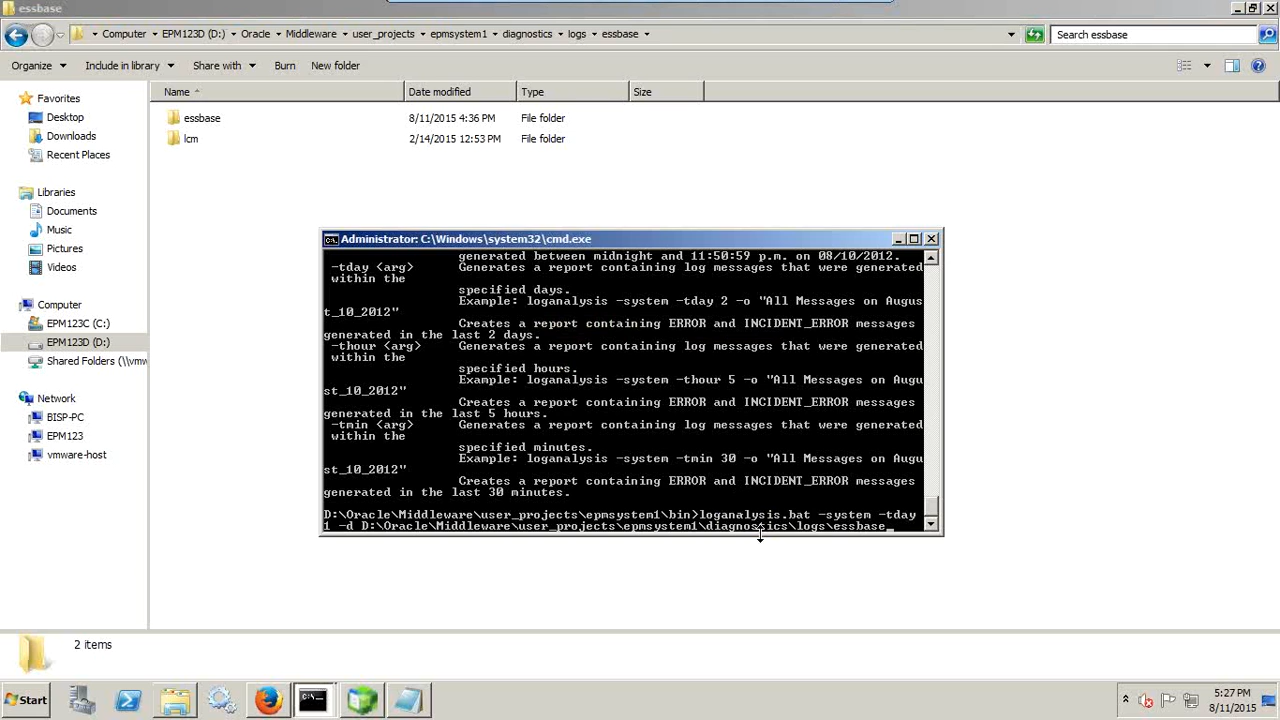 essbase
Computer EPM123D (D:) Oracle Middleware user_projects epmsystem1 diagnostics logs essbase
Search essbase
Organize Include in library Share with Burn New folder
Name Date modified Type Size
Favorites
Desktop
Downloads
Recent Places
Libraries
Documents
Music
Pictures
Videos
Computer
EPM123C (C:)
EPM123D (D:)
Shared Folders (\\vmw
Network
BISP-PC
EPM123
vmware-host
essbase 8/11/2015 4:36 PM File folder
lcm 2/14/2015 12:53 PM File folder
Administrator: C:\Windows\system32\cmd.exe
generated between midnight and 11:50:59 p.m. on 08/10/2012.
-tday <arg> Generates a report containing log messages that were generated
within the
specified days.
Example: loganalysis -system -tday 2 -o "All Messages on Augus
t_10_2012"
Creates a report containing ERROR and INCIDENT_ERROR messages
generated in the last 2 days.
-thour <arg> Generates a report containing log messages that were generated
within the
specified hours.
Example: loganalysis -system -thour 5 -o "All Messages on Augu
st_10_2012"
Creates a report containing ERROR and INCIDENT_ERROR messages
generated in the last 5 hours.
-tmin <arg> Generates a report containing log messages that were generated
within the
specified minutes.
Example: loganalysis -system -tmin 30 -o "All Messages on Augu
st_10_2012"
Creates a report containing ERROR and INCIDENT_ERROR messages
generated in the last 30 minutes.
D:\Oracle\Middleware\user_projects\epmsystem1\bin>loganalysis.bat -system -tday
1 -d D:\Oracle\Middleware\user_projects\epmsystem1\diagnostics\logs\essbase_
2 items
Start
5:27 PM
8/11/2015